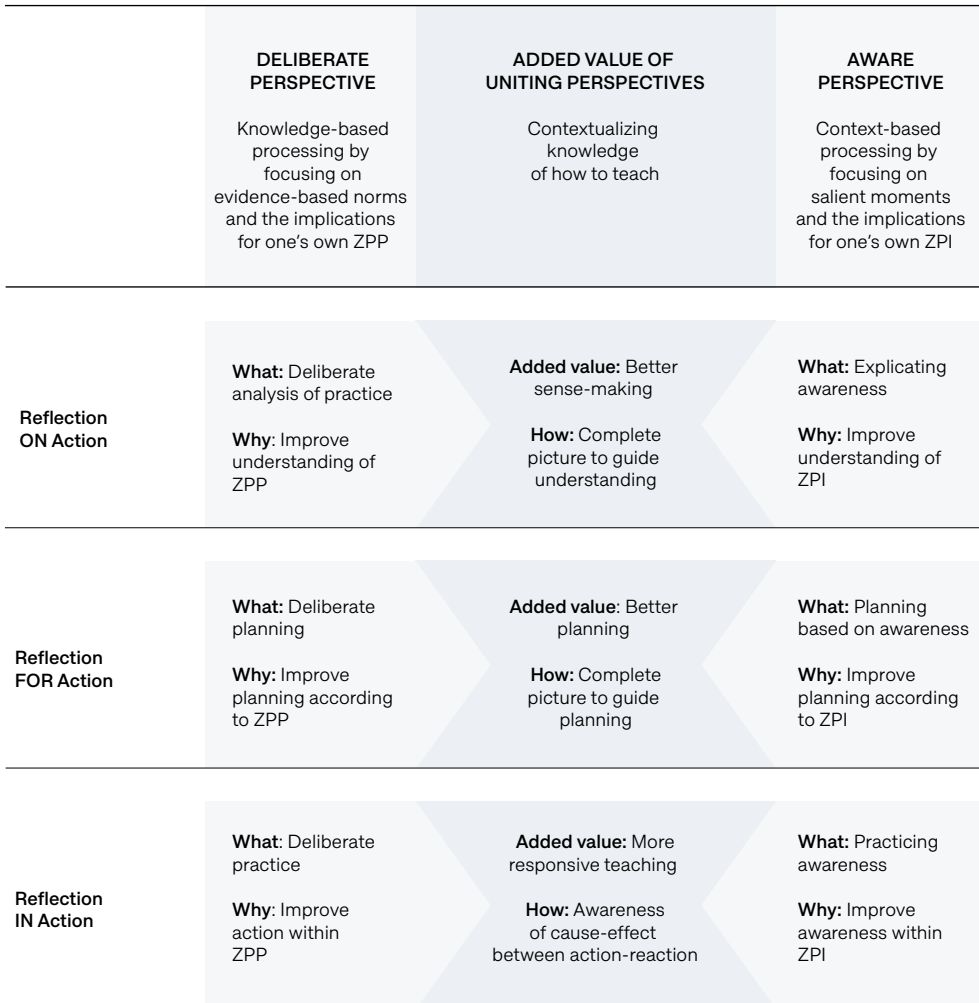 DELIBERATE
PERSPECTIVE
Knowledge-based
processing by
focusing on
evidence-based norms
and the implications
for one's own ZPP
ADDED VALUE OF
UNITING PERSPECTIVES
Contextualizing
knowledge
of how to teach
AWARE
PERSPECTIVE
Context-based
processing by
focusing on
salient moments
and the implications
for one's own ZPI
Reflection
ON Action
What: Deliberate
analysis of practice
Why: Improve
understanding of
ZPP
Added value: Better
sense-making
How: Complete
picture to guide
understanding
What: Explicating
awareness
Why: Improve
understanding of
ZPI
Reflection
FOR Action
What: Deliberate
planning
Why: Improve
planning according
to ZPP
Added value: Better
planning
How: Complete
picture to guide
planning
What: Planning
based on awareness
Why: Improve
planning according
to ZPI
Reflection
IN Action
What: Deliberate
practice
Why: Improve
action within
ZPP
Added value: More
responsive teaching
How: Awareness
of cause-effect
between action-reaction
What: Practicing
awareness
Why: Improve
awareness within
ZPI